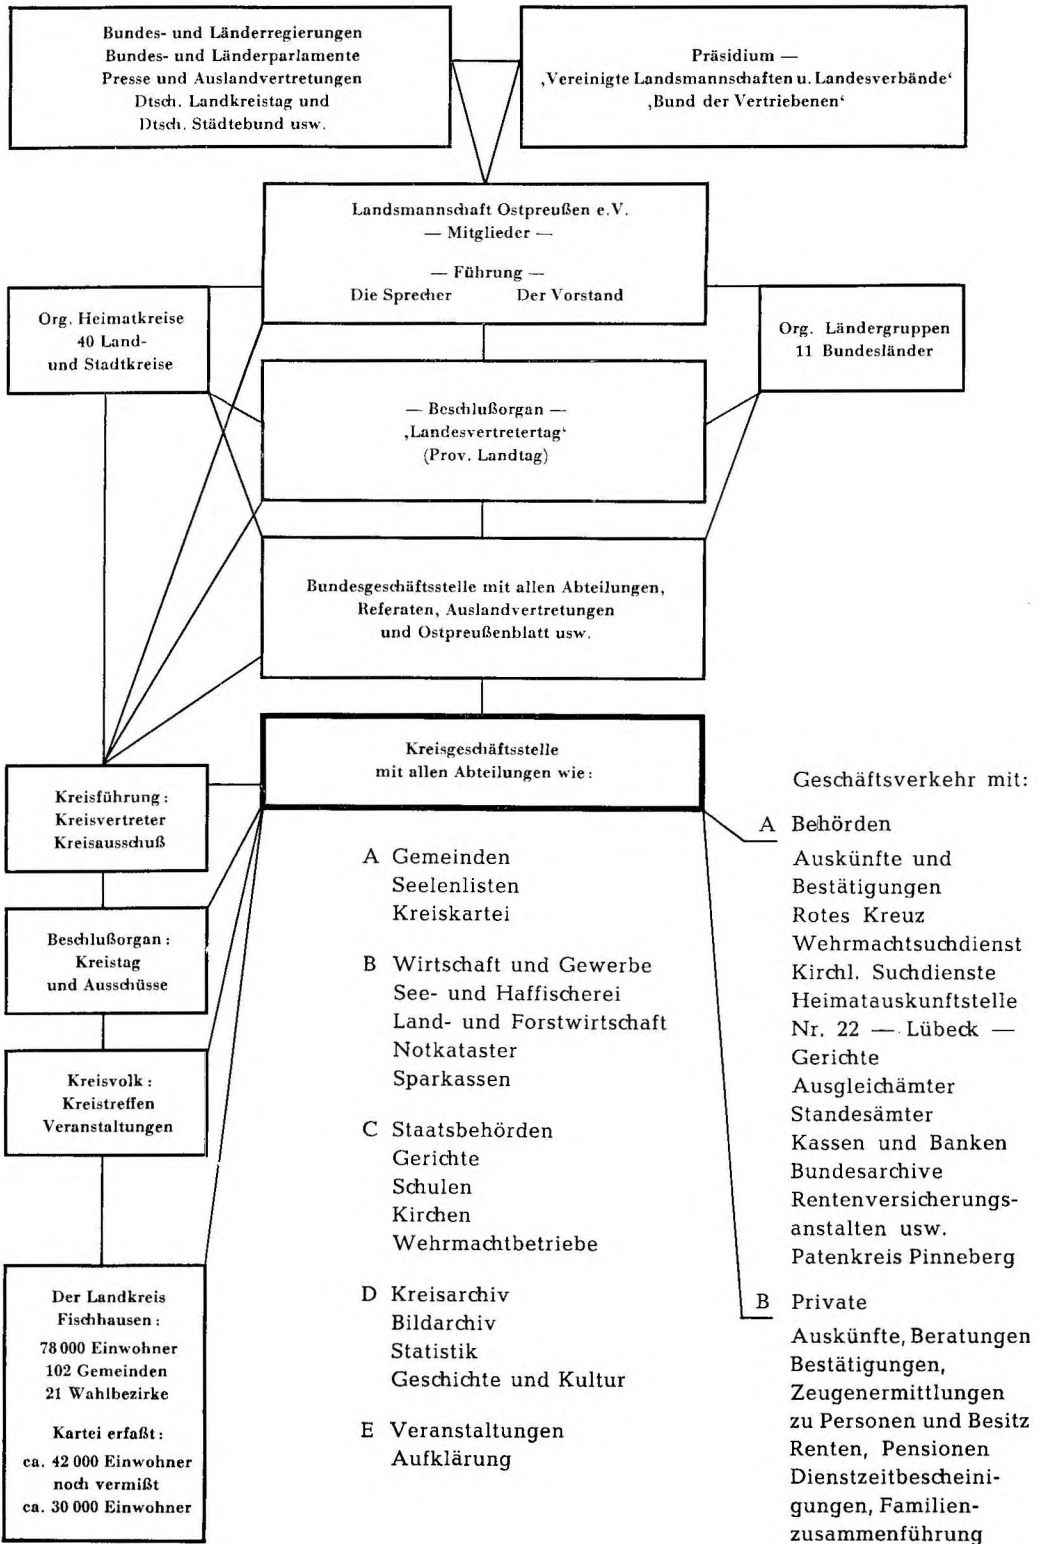 Bundes- und Länderregierungen
Bundes- und Länderparlamente
Presse und Auslandvertretungen
Dtsch. Landkreistag und
Dtsch. Städtebund usw.
Präsidium —
‚Vereinigte Landsmannschaften u. Landesverbände‘
‚Bund der Vertriebenen‘
Landsmannschaft Ostpreußen e.V.
— Mitglieder —
— Führung —
Die Sprecher Der Vorstand
Org. Heimatkreise
40 Land-
und Stadtkreise
Org. Ländergruppen
11 Bundesländer
— Beschlußorgan —
‚Landesvertretertag‘
(Prov. Landtag)
Bundesgeschäftsstelle mit allen Abteilungen,
Referaten, Auslandvertretungen
und Ostpreußenblatt usw.
Kreisgeschäftsstelle
mit allen Abteilungen wie:
Kreisführung:
Kreisvertreter
Kreisausschuß
Beschlußorgan:
Kreistag
und Ausschüsse
Kreisvolk:
Kreistreffen
Veranstaltungen
Der Landkreis
Fischhausen:
78 000 Einwohner
102 Gemeinden
21 Wahlbezirke
Kartei erfaßt:
ca. 42 000 Einwohner
noch vermißt
ca. 30 000 Einwohner
A Gemeinden
Seelenlisten
Kreiskartei
B Wirtschaft und Gewerbe
See- und Haffischerei
Land- und Forstwirtschaft
Notkataster
Sparkassen
C Staatsbehörden
Gerichte
Schulen
Kirchen
Wehrmachtbetriebe
D Kreisarchiv
Bildarchiv
Statistik
Geschichte und Kultur
E Veranstaltungen
Aufklärung
Geschäftsverkehr mit:
A Behörden
Auskünfte und
Bestätigungen
Rotes Kreuz
Wehrmachtsuchdienst
Kirchl. Suchdienste
Heimatauskunftstelle
Nr. 22 — Lübeck —
Gerichte
Ausgleichämter
Standesämter
Kassen und Banken
Bundesarchive
Rentenversicherungs-
anstalten usw.
Patenkreis Pinneberg
B Private
Auskünfte, Beratungen
Bestätigungen,
Zeugenermittlungen
zu Personen und Besitz
Renten, Pensionen
Dienstzeitbescheini-
gungen, Familien-
zusammenführung